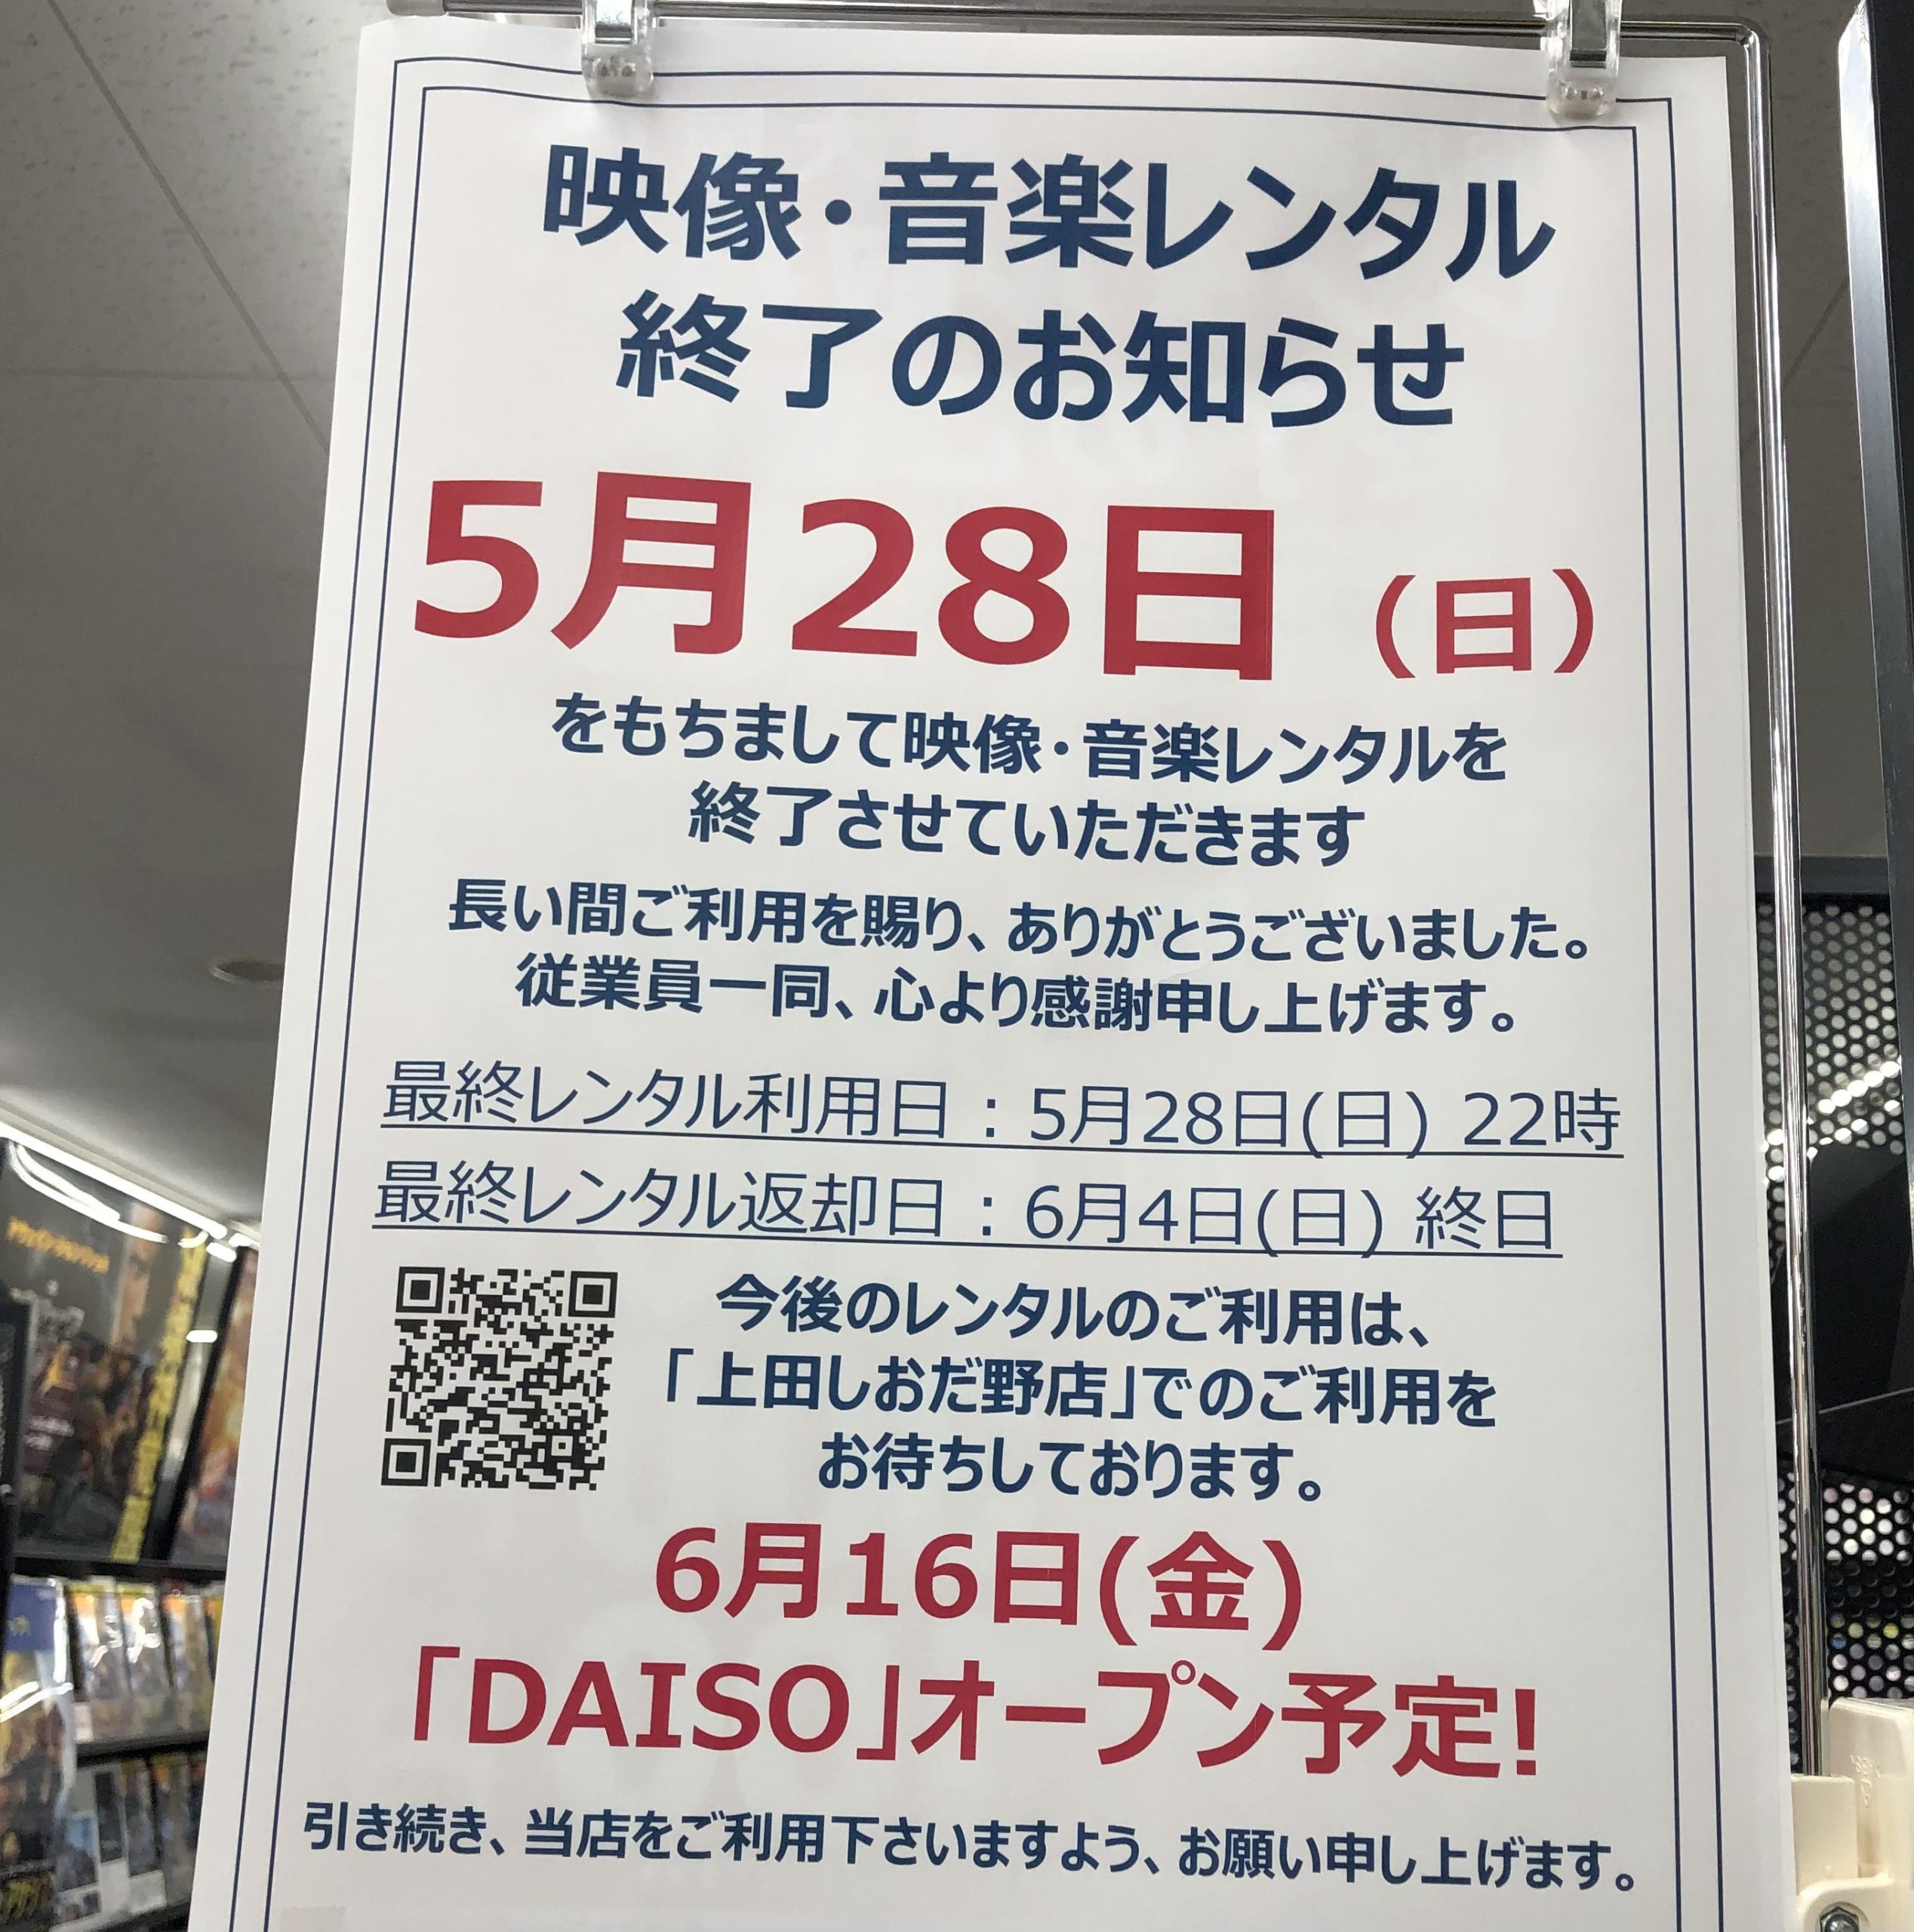 映像・音楽レンタル
終了のお知らせ
5月28日（日）
をもちまして映像・音楽レンタルを
終了させていただきます
長い間ご利用を賜り、ありがとうございました。
従業員一同、心より感謝申し上げます。
最終レンタル利用日：5月28日(日) 22時
最終レンタル返却日：6月4日(日) 終日
今後のレンタルのご利用は、
「上田しおだ野店」でのご利用を
お待ちしております。
6月16日(金)
「DAISO」オープン予定!
引き続き、当店をご利用下さいますよう、お願い申し上げます。